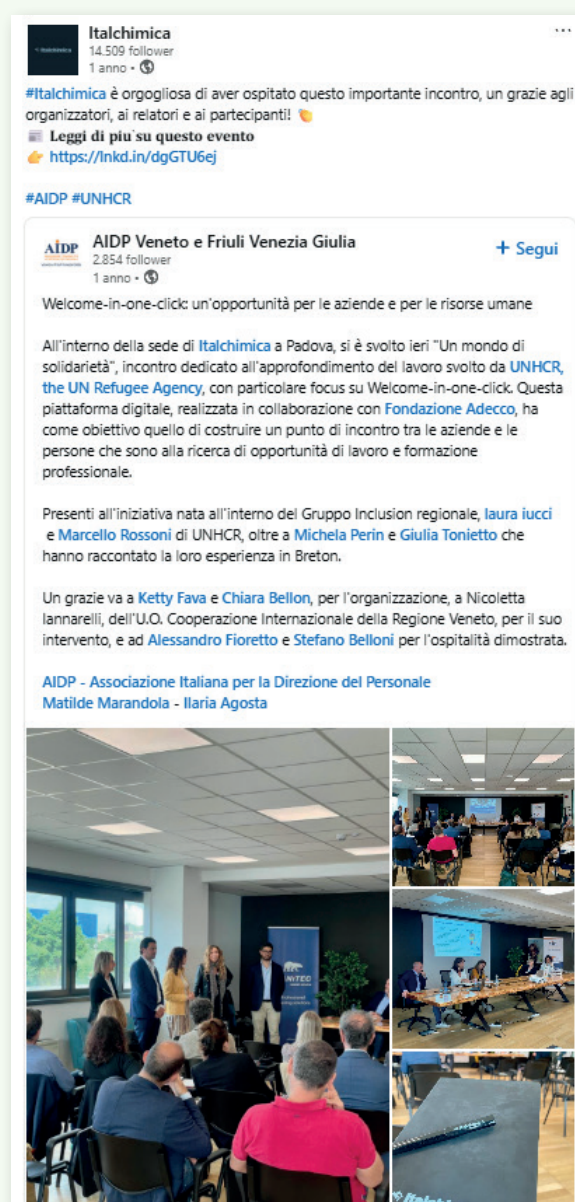 Italchimica
14.509 follower
1 anno •
#Italchimica è orgogliosa di aver ospitato questo importante incontro, un grazie agli
organizzatori, ai relatori e ai partecipanti!
Leggi di piu su questo evento
https://lnkd.in/dgGTU6ej
#AIDP #UNHCR
AIDP
AIDP Veneto e Friuli Venezia Giulia
2.854 follower
1 anno •
+ Segui
Welcome-in-one-click: un'opportunità per le aziende e per le risorse umane
All'interno della sede di Italchimica a Padova, si è svolto ieri "Un mondo di
solidarietà", incontro dedicato all'approfondimento del lavoro svolto da UNHCR,
the UN Refugee Agency, con particolare focus su Welcome-in-one-click. Questa
piattaforma digitale, realizzata in collaborazione con Fondazione Adecco, ha
come obiettivo quello di costruire un punto di incontro tra le aziende e le
persone che sono alla ricerca di opportunità di lavoro e formazione
professionale.
Presenti all'iniziativa nata all'interno del Gruppo Inclusion regionale, laura iucci
e Marcello Rossoni di UNHCR, oltre a Michela Perin e Giulia Tonietto che
hanno raccontato la loro esperienza in Breton.
Un grazie va a Ketty Fava e Chiara Bellon, per l'organizzazione, a Nicoletta
Iannarelli, dell'U.O. Cooperazione Internazionale della Regione Veneto, per il suo
intervento, e ad Alessandro Fioretto e Stefano Belloni per l'ospitalità dimostrata.
AIDP - Associazione Italiana per la Direzione del Personale
Matilde Marandola - Ilaria Agosta